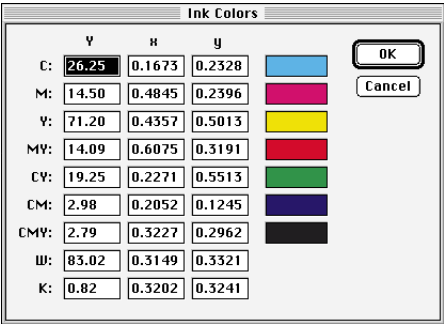 Ink Colors
Y x y
C: 26.25 0.1673 0.2328
M: 14.50 0.4845 0.2396
Y: 71.20 0.4357 0.5013
MY: 14.09 0.6075 0.3191
CY: 19.25 0.2271 0.5513
CM: 2.98 0.2052 0.1245
CMY: 2.79 0.3227 0.2962
W: 83.02 0.3149 0.3321
K: 0.82 0.3202 0.3241
OK
Cancel